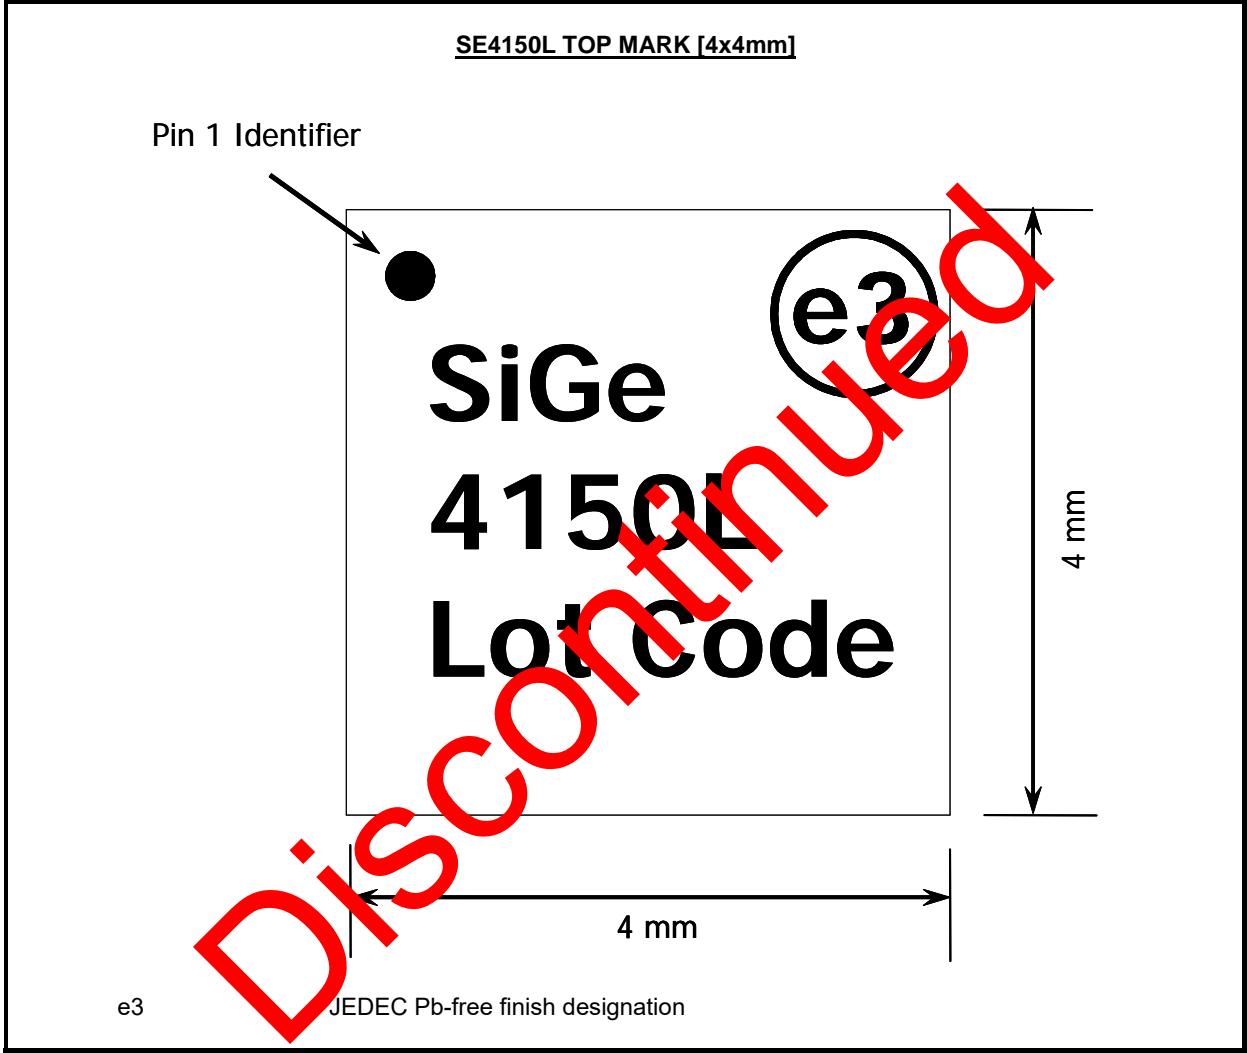 SE4150L TOP MARK [4x4mm]
Pin 1 Identifier
e3
SiGe
4150L
Lot Code
4 mm
4 mm
e3 JEDEC Pb-free finish designation
Discontinued